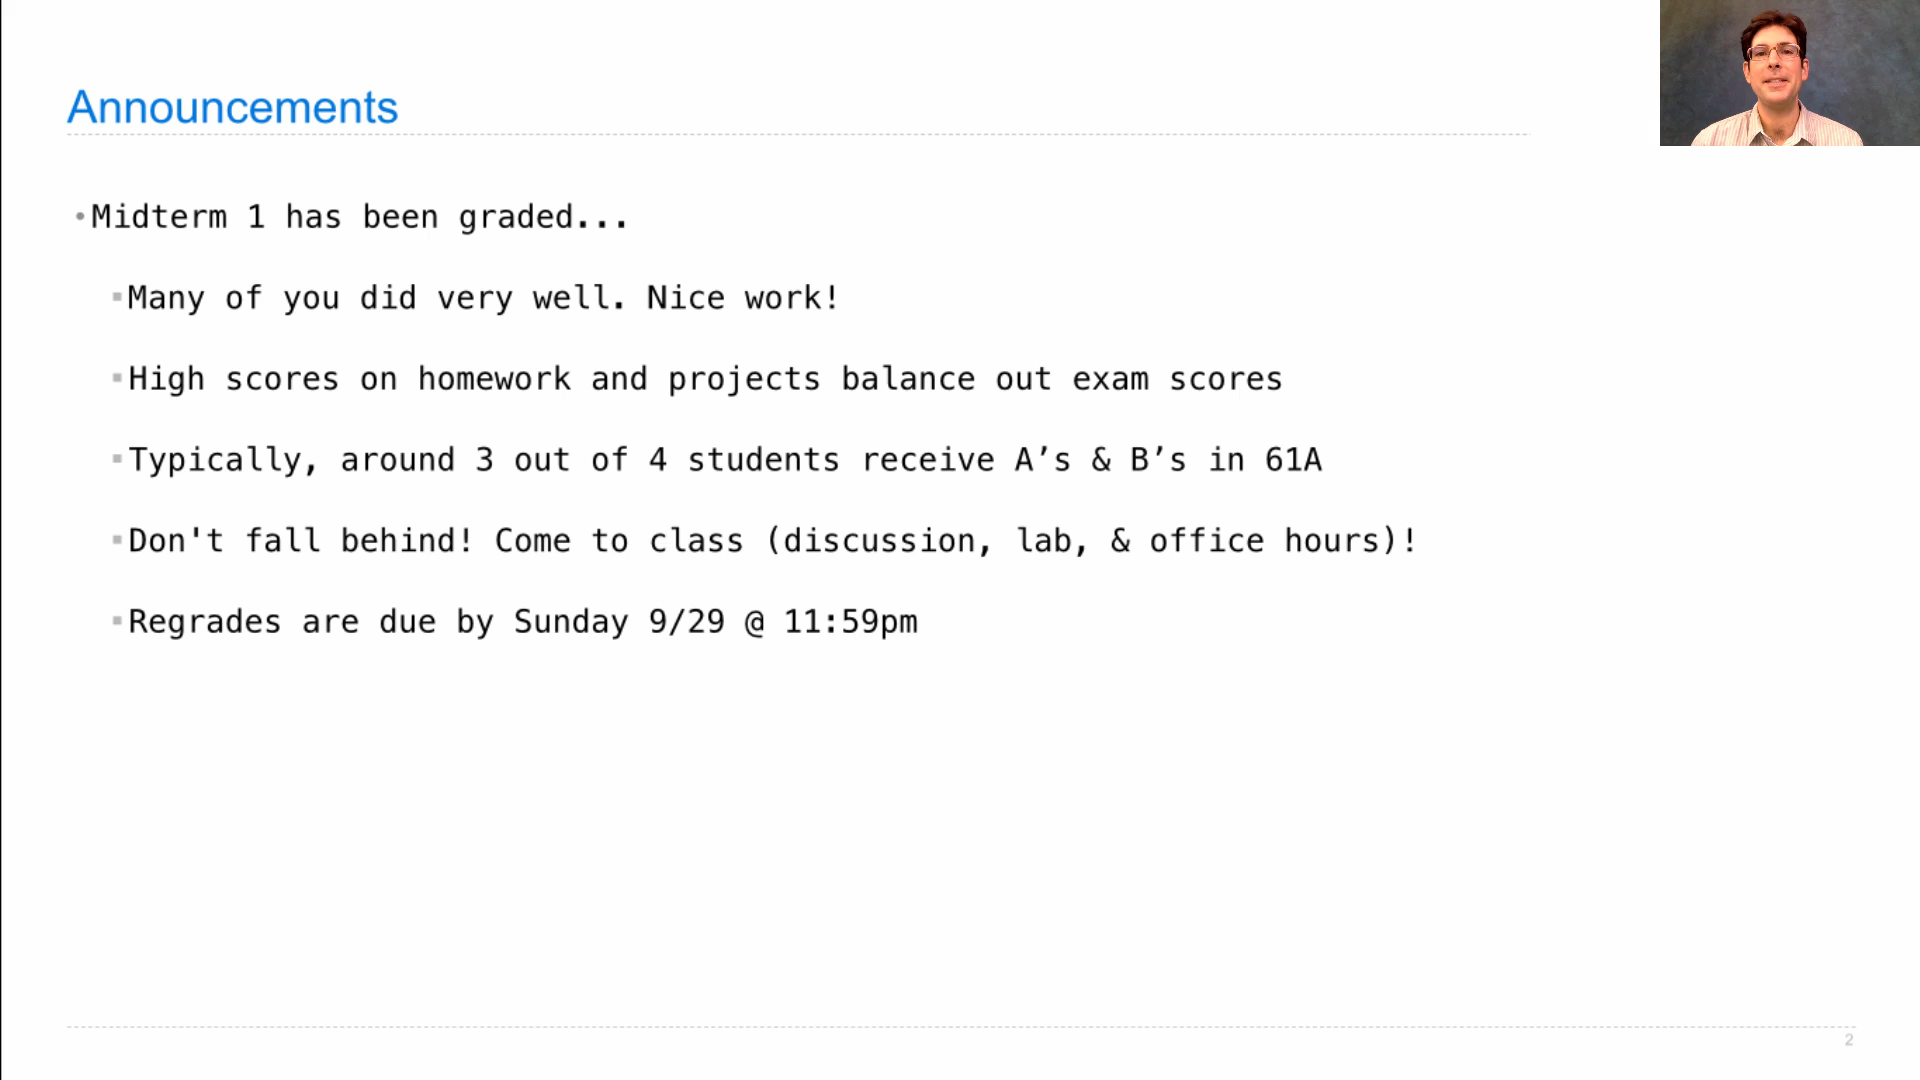 Announcements
•Midterm 1 has been graded...
▪Many of you did very well. Nice work!
▪High scores on homework and projects balance out exam scores
▪Typically, around 3 out of 4 students receive A’s & B’s in 61A
▪Don't fall behind! Come to class (discussion, lab, & office hours)!
▪Regrades are due by Sunday 9/29 @ 11:59pm
2